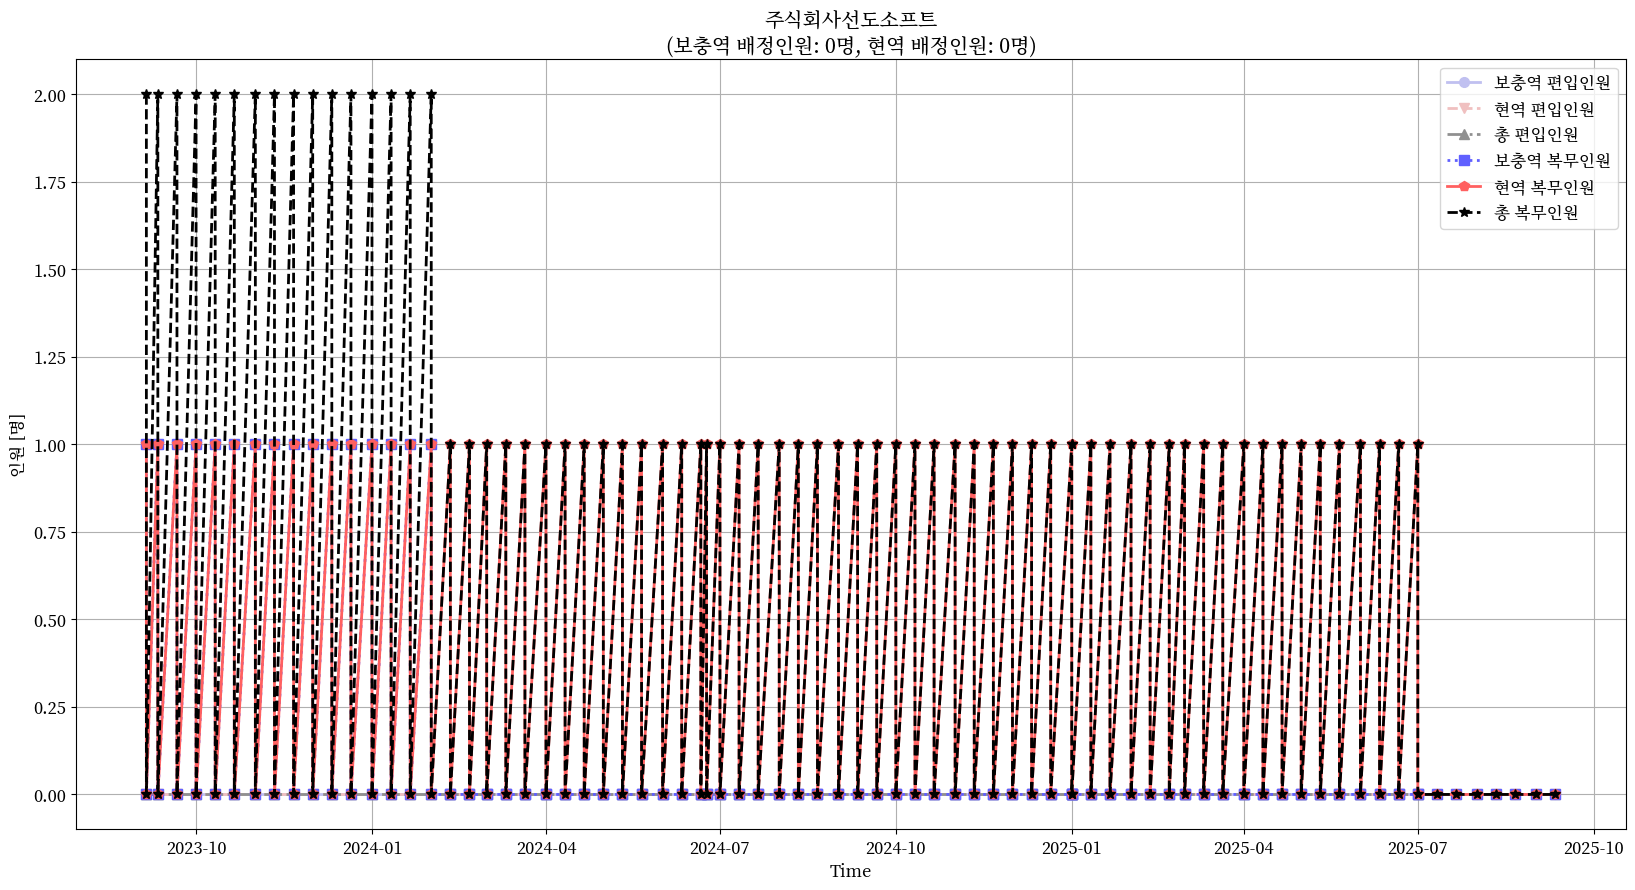 주식회사선도소프트
(보충역 배정인원: 0명, 현역 배정인원: 0명)
보충역 편입인원
현역 편입인원
총 편입인원
보충역 복무인원
현역 복무인원
총 복무인원
인원 [명]
2.00
1.75
1.50
1.25
1.00
0.75
0.50
0.25
0.00
2023-10
2024-01
2024-04
2024-07
2024-10
2025-01
2025-04
2025-07
2025-10
Time